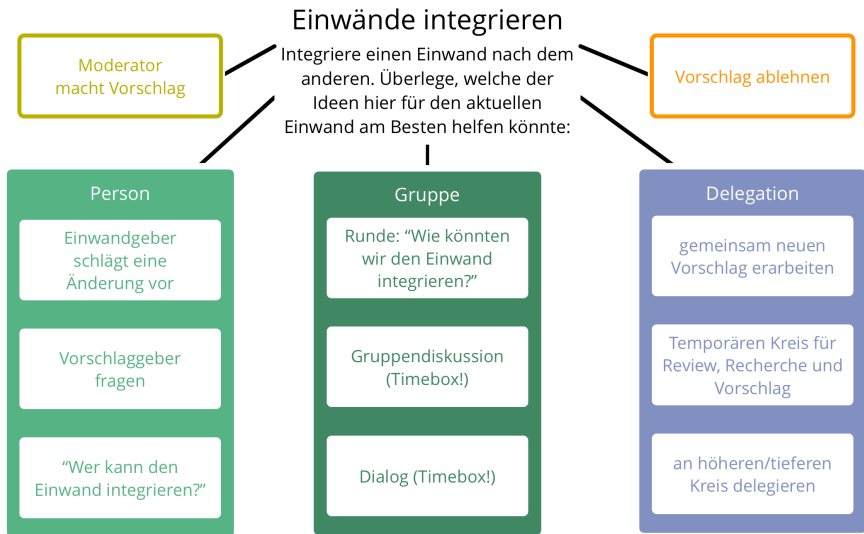 Einwände integrieren
Integriere einen Einwand nach dem
anderen. Überlege, welche der
Ideen hier für den aktuellen
Einwand am Besten helfen könnte:
Moderator
macht Vorschlag
Vorschlag ablehnen
Person
Einwandgeber
schlägt eine
Änderung vor
Vorschlaggeber
fragen
“Wer kann den
Einwand integrieren?”
Gruppe
Runde: “Wie könnten
wir den Einwand
integrieren?”
Gruppendiskussion
(Timebox!)
Dialog (Timebox!)
Delegation
gemeinsam neuen
Vorschlag erarbeiten
Temporären Kreis für
Review, Recherche und
Vorschlag
an höheren/tieferen
Kreis delegieren